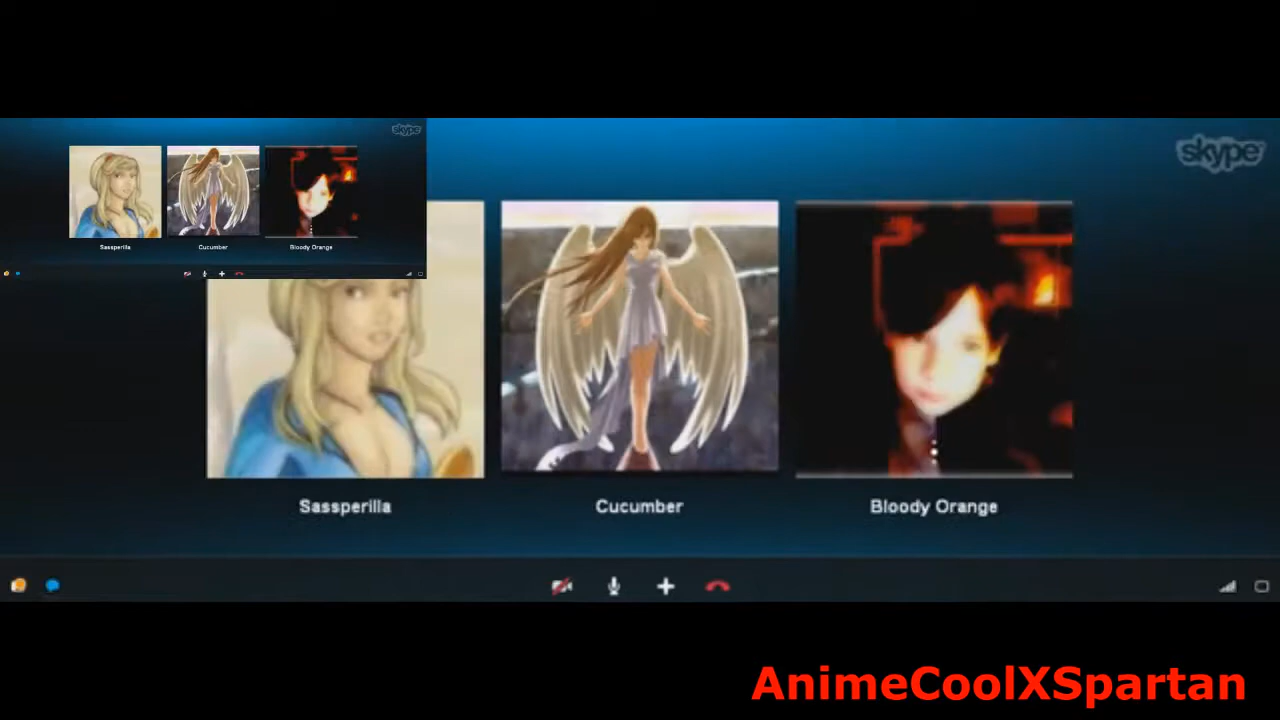 skype
Sassperilla Cucumber Bloody Orange
skype
Sassperilla Cucumber Bloody Orange
AnimeCoolXSpartan